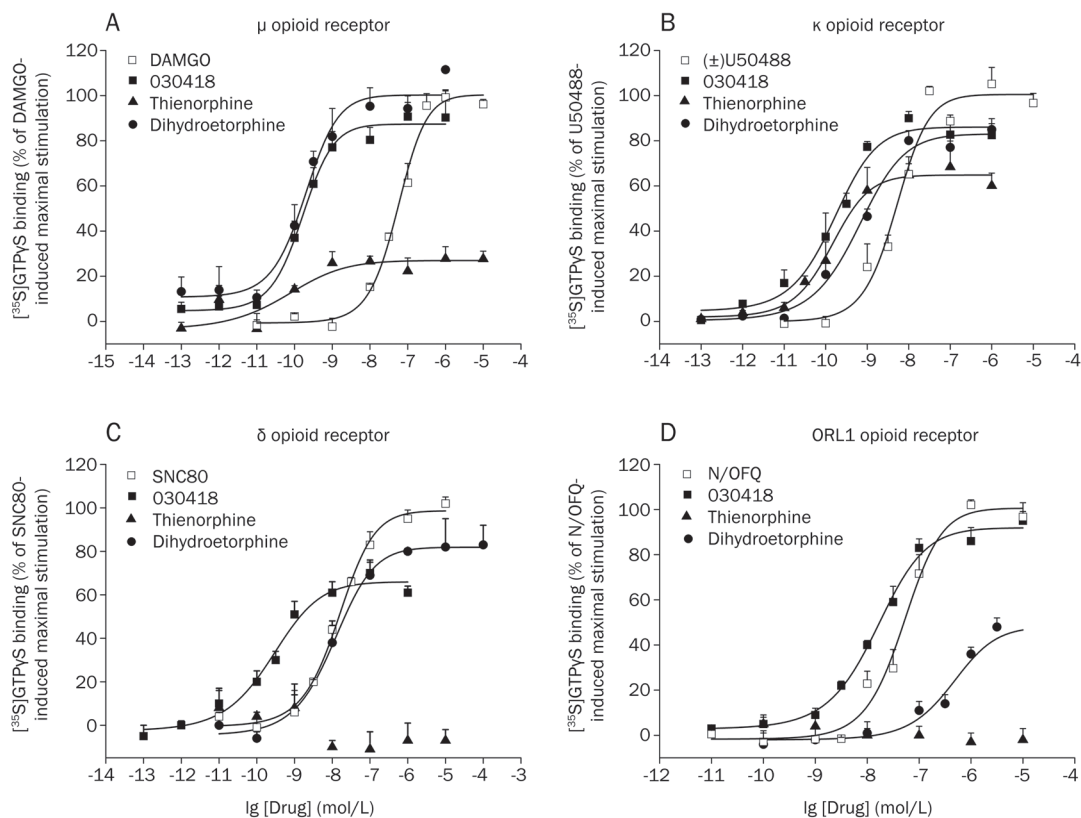 A
μ opioid receptor
[³⁵S]GTPγS binding (% of DAMGO-
induced maximal stimulation)
120
100
80
60
40
20
0
DAMGO
030418
Thienorphine
Dihydroetorphine
-15 -14 -13 -12 -11 -10 -9 -8 -7 -6 -5 -4
B
κ opioid receptor
[³⁵S]GTPγS binding (% of U50488-
induced maximal stimulation)
120
100
80
60
40
20
0
(±)U50488
030418
Thienorphine
Dihydroetorphine
-14 -13 -12 -11 -10 -9 -8 -7 -6 -5 -4
C
δ opioid receptor
[³⁵S]GTPγS binding (% of SNC80-
induced maximal stimulation)
120
100
80
60
40
20
0
SNC80
030418
Thienorphine
Dihydroetorphine
-14 -13 -12 -11 -10 -9 -8 -7 -6 -5 -4 -3
lg [Drug] (mol/L)
D
ORL1 opioid receptor
[³⁵S]GTPγS binding (% of N/OFQ-
induced maximal stimulation)
120
100
80
60
40
20
0
N/OFQ
030418
Thienorphine
Dihydroetorphine
-12 -11 -10 -9 -8 -7 -6 -5 -4
lg [Drug] (mol/L)